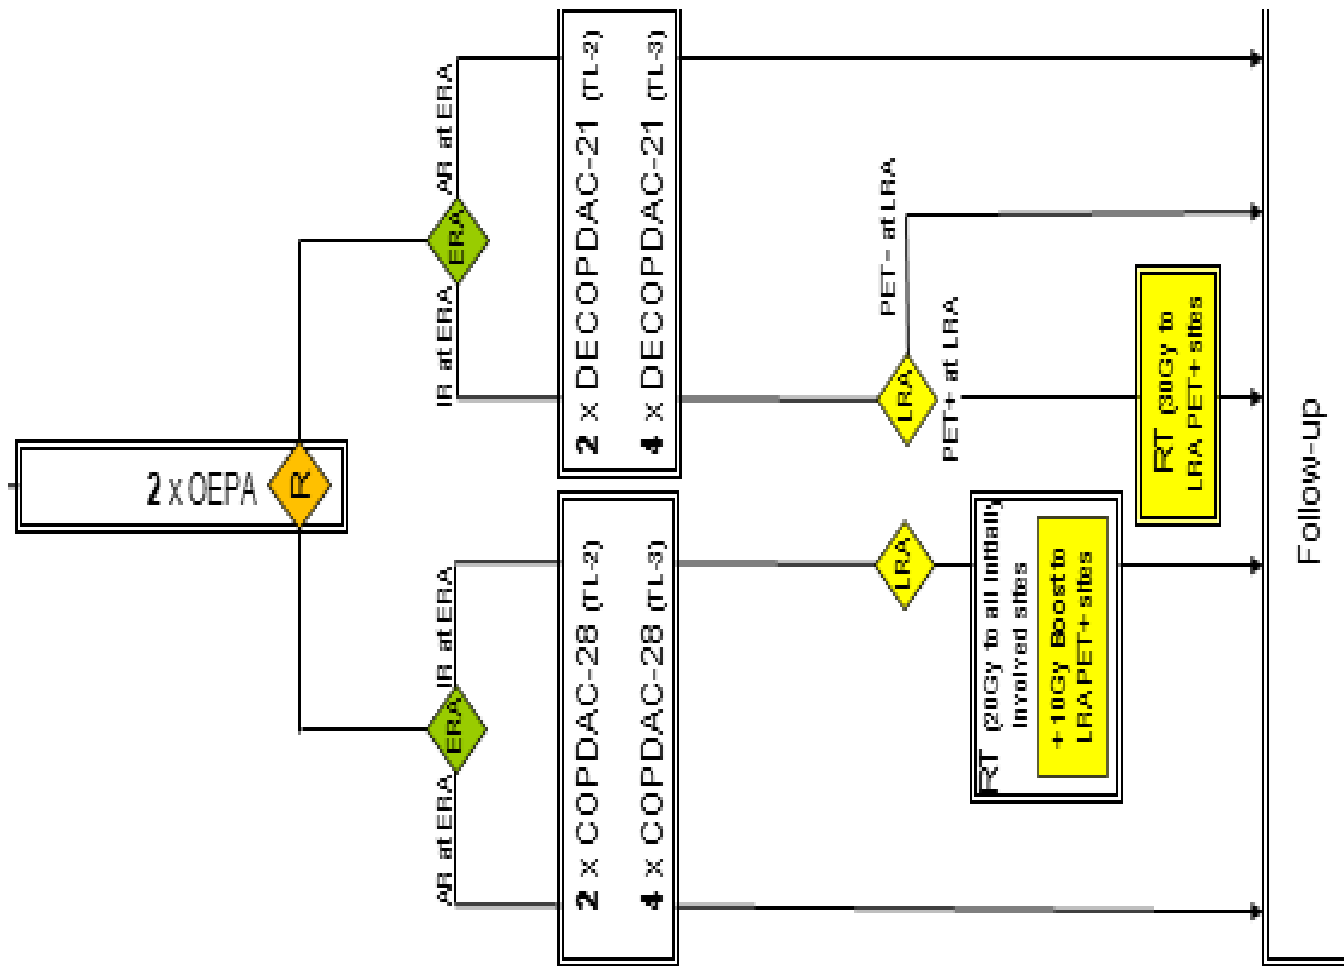 2 x OEPA
R
AR at ERA
ERA
IR at ERA
IR at ERA
ERA
AR at ERA
2 x COPDAC-28 (TL-2)
4 x COPDAC-28 (TL-3)
2 x DECOPDAC-21 (TL-2)
4 x DECOPDAC-21 (TL-3)
LRA
LRA
PET- at LRA
PET+ at LRA
RT (20Gy to all initially
involved sites
+10Gy Boost to
LRA PET+ sites
RT (30Gy to
LRA PET+ sites
Follow-up